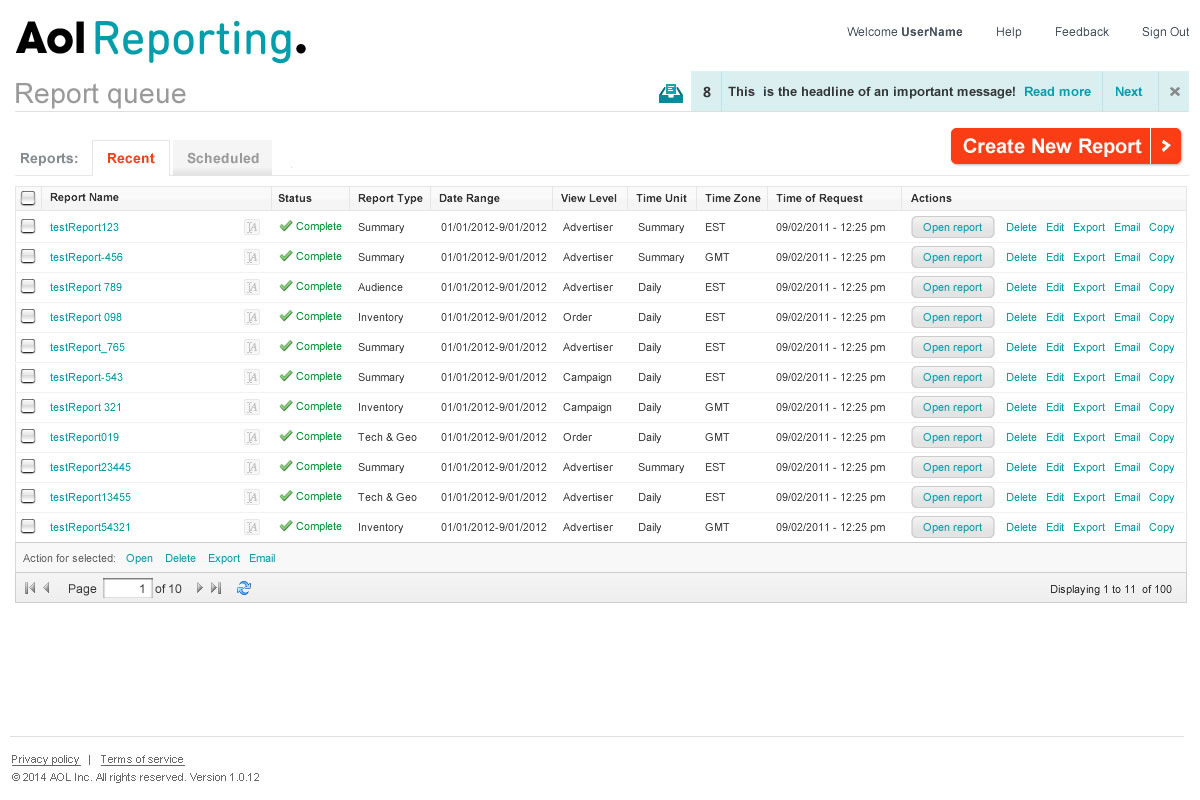 Aol Reporting.
Welcome UserName Help Feedback Sign Out
Report queue
8 This is the headline of an important message! Read more Next
Reports: Recent Scheduled
Create New Report
Report Name Status Report Type Date Range View Level Time Unit Time Zone Time of Request Actions
testReport123 Complete Summary 01/01/2012-9/01/2012 Advertiser Summary EST 09/02/2011 - 12:25 pm Open report Delete Edit Export Email Copy
testReport-456 Complete Summary 01/01/2012-9/01/2012 Advertiser Summary GMT 09/02/2011 - 12:25 pm Open report Delete Edit Export Email Copy
testReport 789 Complete Audience 01/01/2012-9/01/2012 Advertiser Daily EST 09/02/2011 - 12:25 pm Open report Delete Edit Export Email Copy
testReport 098 Complete Inventory 01/01/2012-9/01/2012 Order Daily EST 09/02/2011 - 12:25 pm Open report Delete Edit Export Email Copy
testReport_765 Complete Summary 01/01/2012-9/01/2012 Advertiser Daily EST 09/02/2011 - 12:25 pm Open report Delete Edit Export Email Copy
testReport-543 Complete Summary 01/01/2012-9/01/2012 Campaign Daily EST 09/02/2011 - 12:25 pm Open report Delete Edit Export Email Copy
testReport 321 Complete Inventory 01/01/2012-9/01/2012 Campaign Daily GMT 09/02/2011 - 12:25 pm Open report Delete Edit Export Email Copy
testReport019 Complete Tech & Geo 01/01/2012-9/01/2012 Order Daily GMT 09/02/2011 - 12:25 pm Open report Delete Edit Export Email Copy
testReport23445 Complete Summary 01/01/2012-9/01/2012 Advertiser Summary EST 09/02/2011 - 12:25 pm Open report Delete Edit Export Email Copy
testReport13455 Complete Tech & Geo 01/01/2012-9/01/2012 Advertiser Daily EST 09/02/2011 - 12:25 pm Open report Delete Edit Export Email Copy
testReport54321 Complete Inventory 01/01/2012-9/01/2012 Advertiser Daily GMT 09/02/2011 - 12:25 pm Open report Delete Edit Export Email Copy
Action for selected: Open Delete Export Email
Page 1 of 10 Displaying 1 to 11 of 100
Privacy policy | Terms of service
© 2014 AOL Inc. All rights reserved. Version 1.0.12